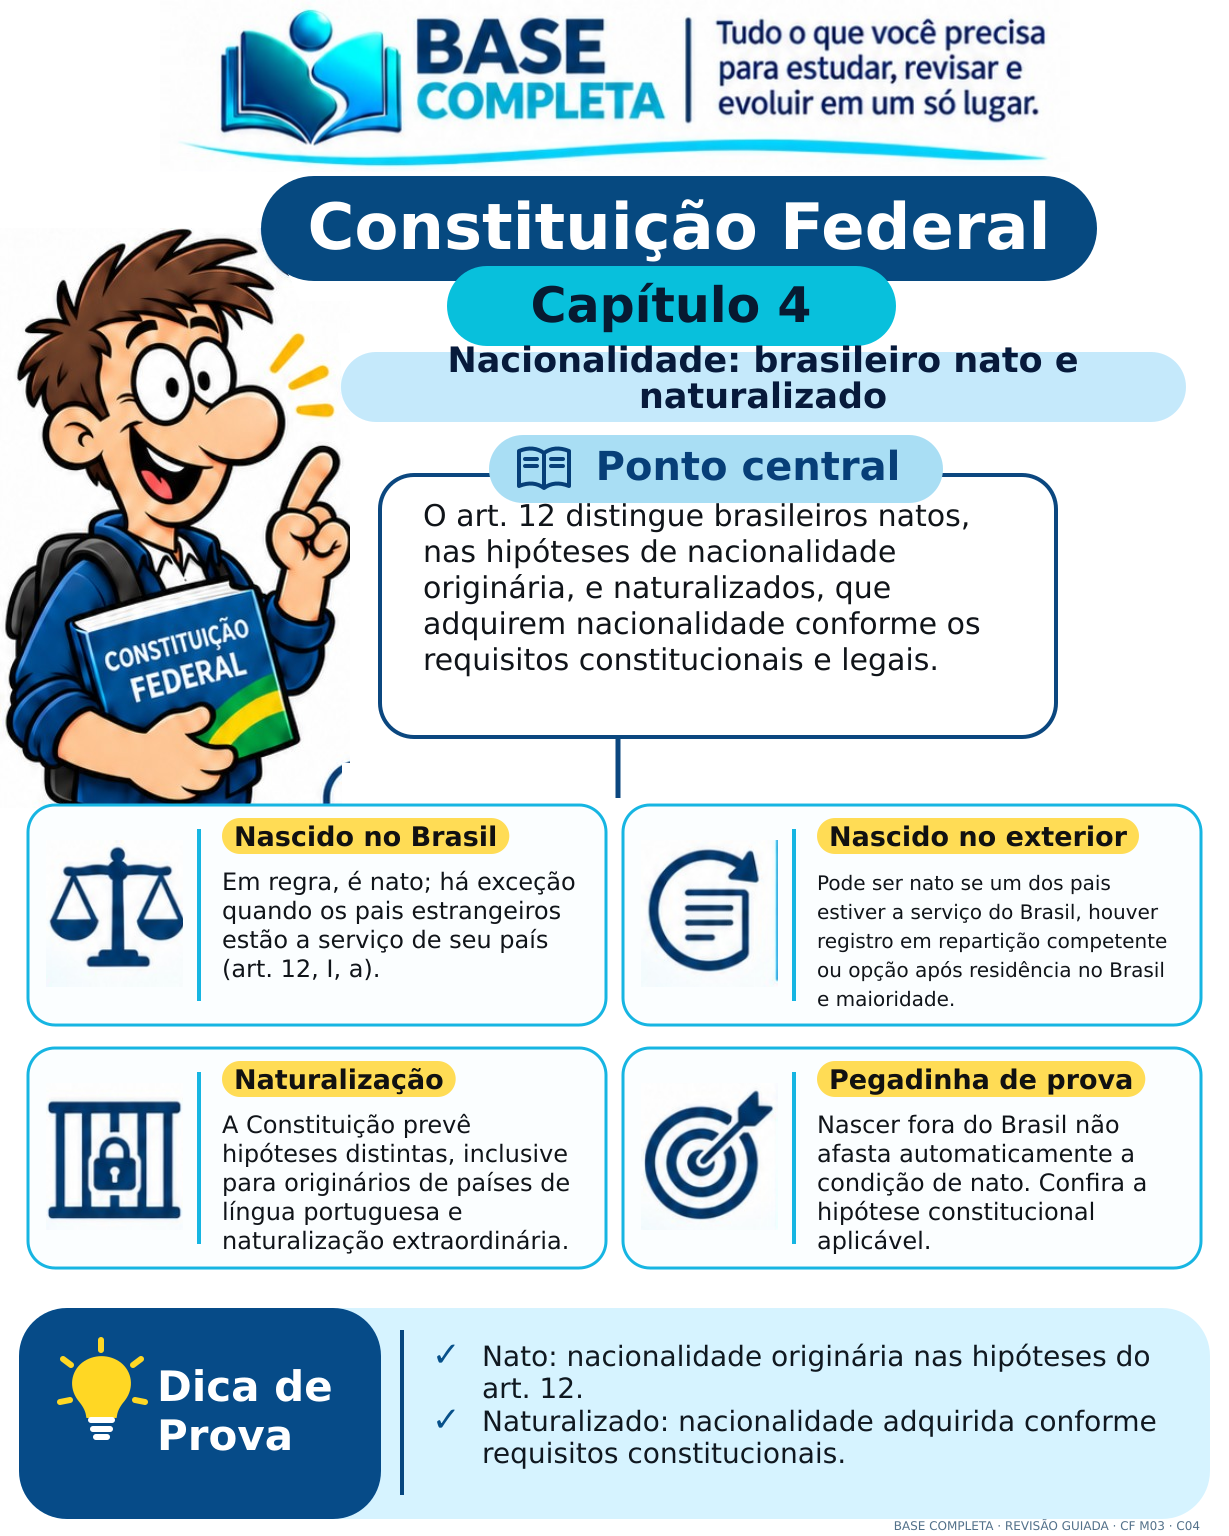 BASE
COMPLETA
Tudo o que você precisa
para estudar, revisar e
evoluir em um só lugar.
Constituição Federal
Capítulo 4
Nacionalidade: brasileiro nato e
naturalizado
Ponto central
O art. 12 distingue brasileiros natos,
nas hipóteses de nacionalidade
originária, e naturalizados, que
adquirem nacionalidade conforme os
requisitos constitucionais e legais.
CONSTITUIÇÃO
FEDERAL
Nascido no Brasil
Em regra, é nato; há exceção
quando os pais estrangeiros
estão a serviço de seu país
(art. 12, I, a).
Nascido no exterior
Pode ser nato se um dos pais
estiver a serviço do Brasil, houver
registro em repartição competente
ou opção após residência no Brasil
e maioridade.
Naturalização
A Constituição prevê
hipóteses distintas, inclusive
para originários de países de
língua portuguesa e
naturalização extraordinária.
Pegadinha de prova
Nascer fora do Brasil não
afasta automaticamente a
condição de nato. Confira a
hipótese constitucional
aplicável.
Dica de
Prova
✓ Nato: nacionalidade originária nas hipóteses do
art. 12.
✓ Naturalizado: nacionalidade adquirida conforme
requisitos constitucionais.
BASE COMPLETA · REVISÃO GUIADA · CF M03 · C04